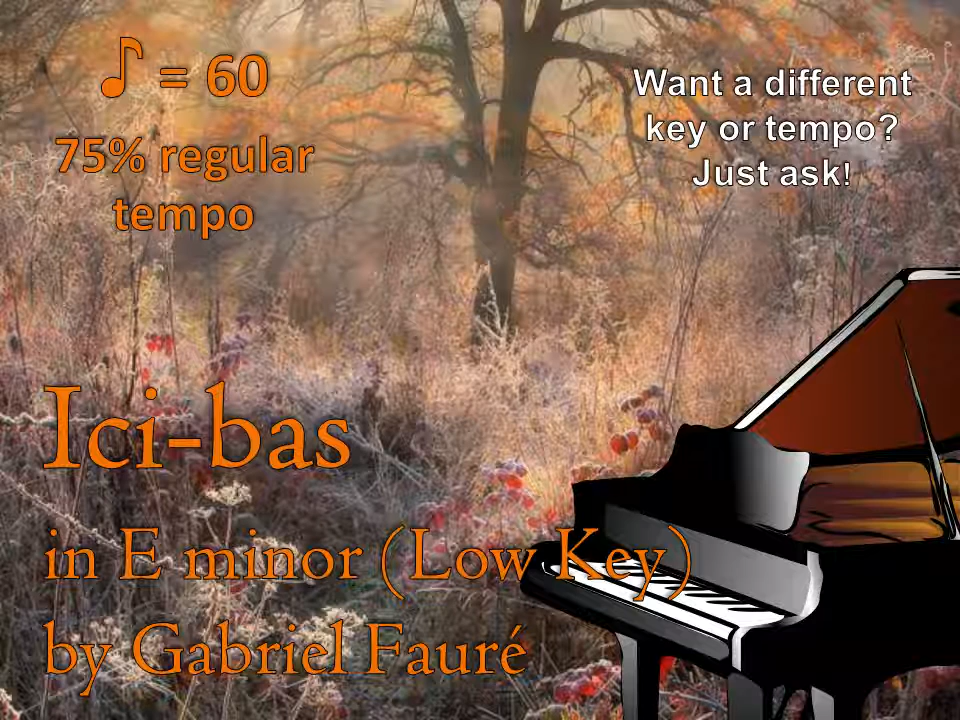 ♪ = 60
75% regular
tempo
Want a different
key or tempo?
Just ask!
Ici-bas
in E minor (Low Key)
by Gabriel Fauré